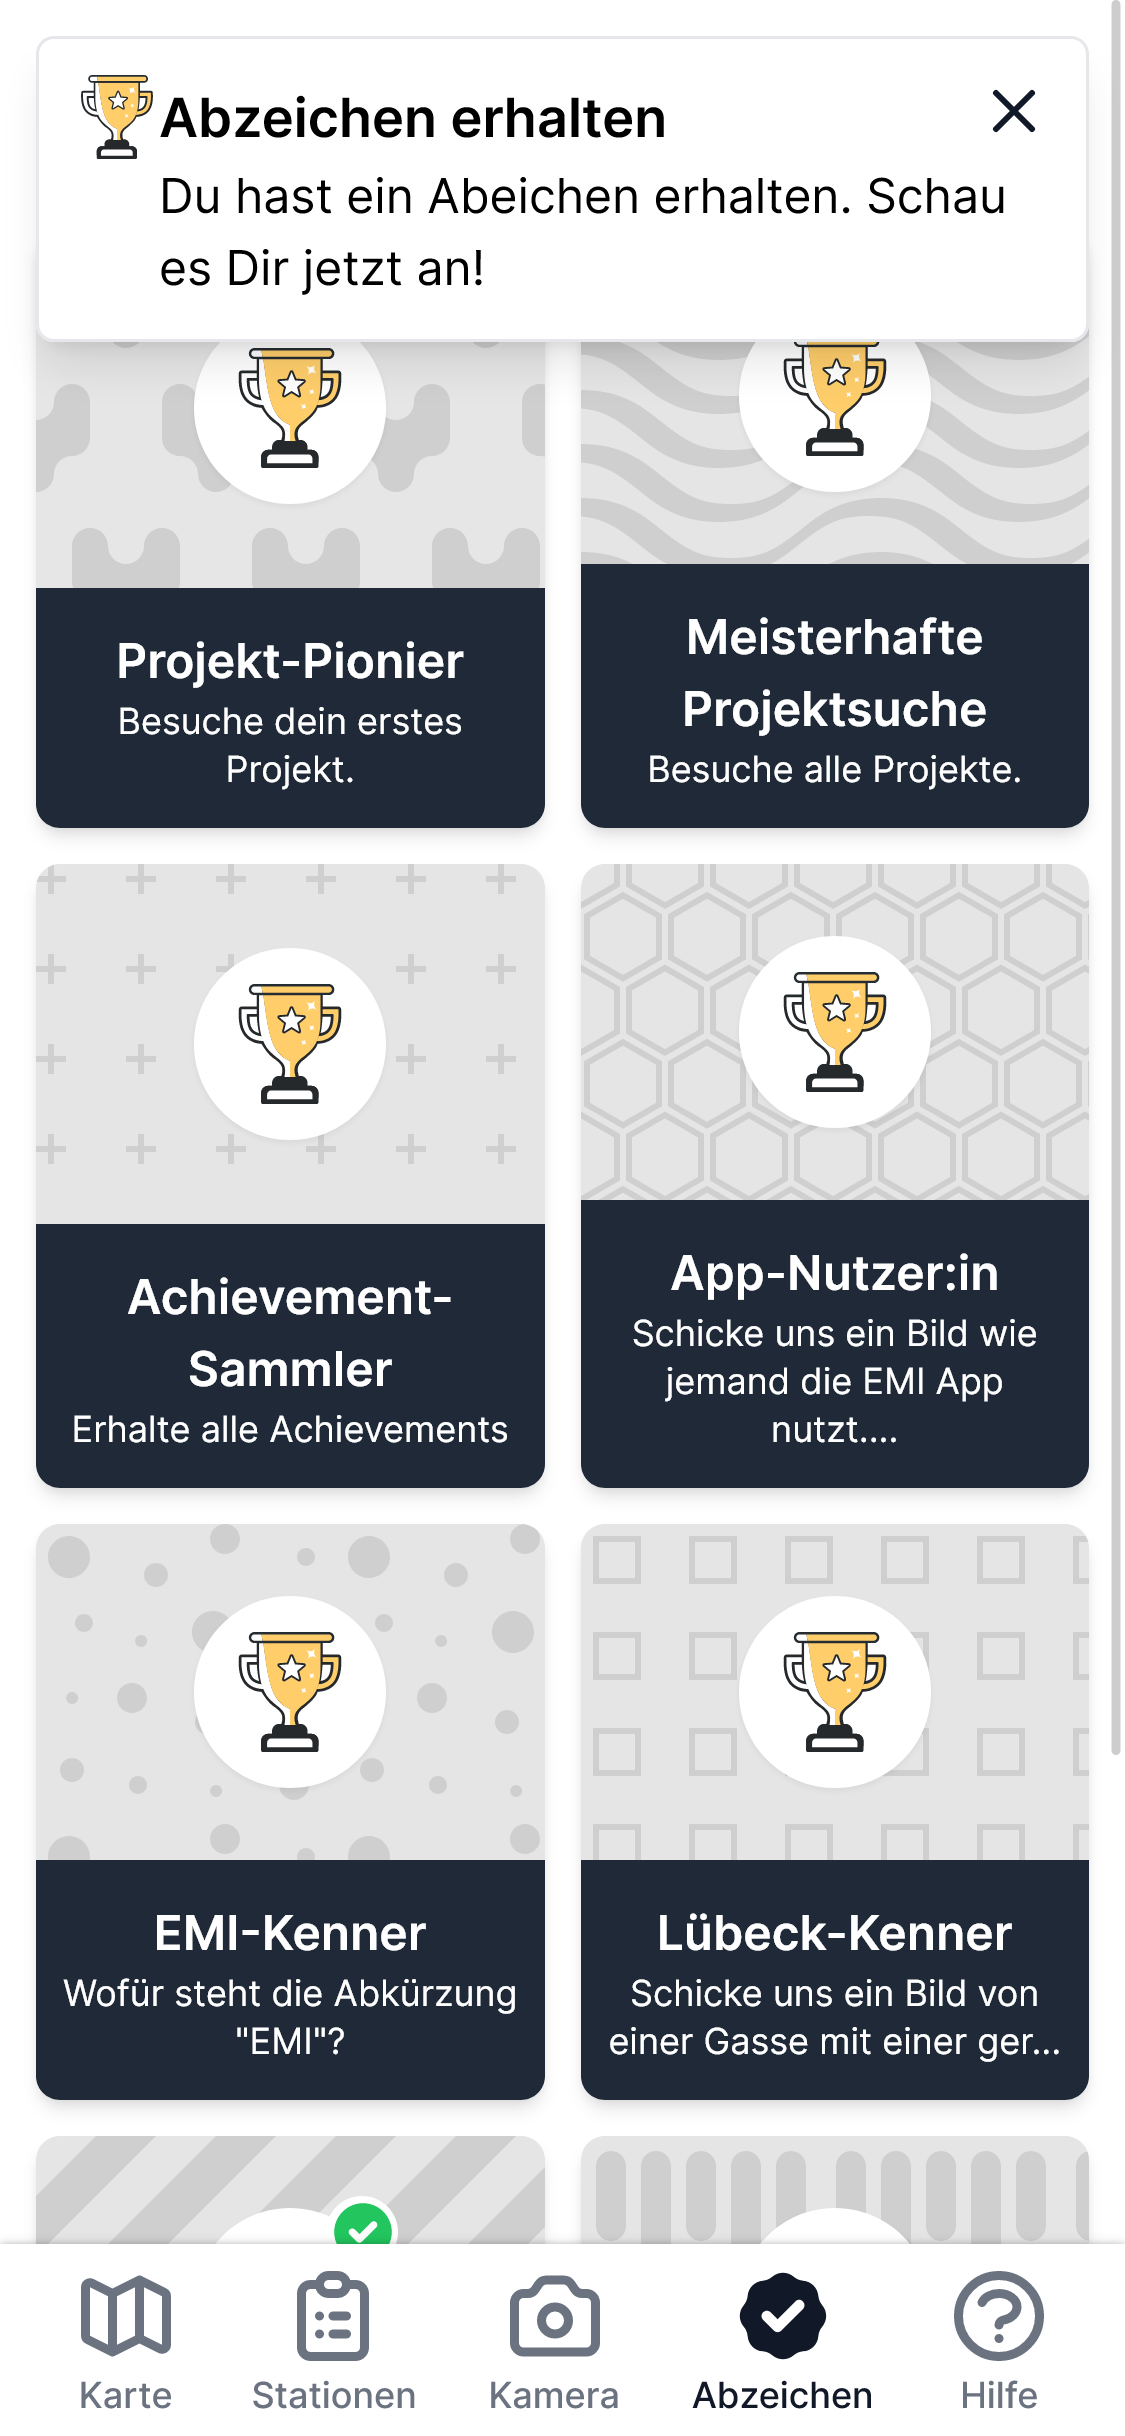 Abzeichen erhalten
Du hast ein Abeichen erhalten. Schau
es Dir jetzt an!
Projekt-Pionier
Besuche dein erstes
Projekt.
Meisterhafte
Projektsuche
Besuche alle Projekte.
Achievement-
Sammler
Erhalte alle Achievements
App-Nutzer:in
Schicke uns ein Bild wie
jemand die EMI App
nutzt....
EMI-Kenner
Wofür steht die Abkürzung
"EMI"?
Lübeck-Kenner
Schicke uns ein Bild von
einer Gasse mit einer ger...
Karte
Stationen
Kamera
Abzeichen
Hilfe